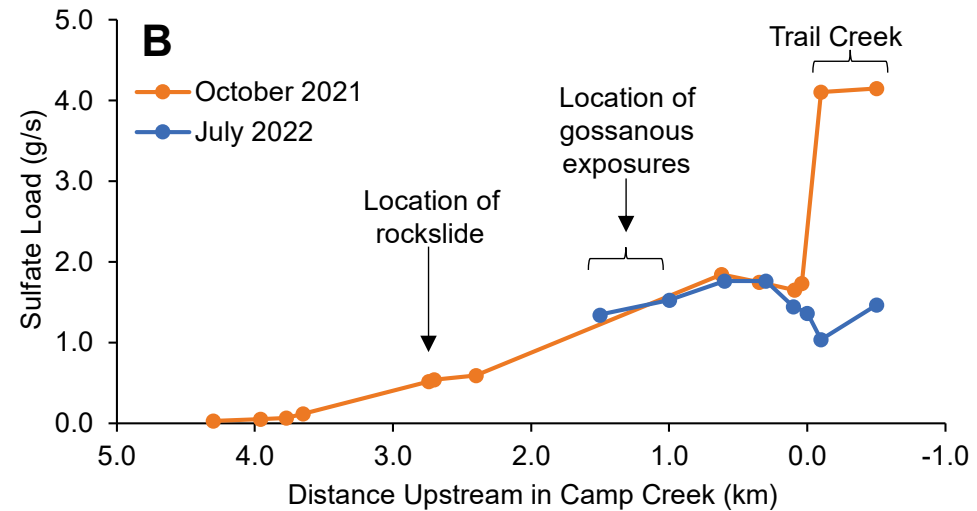 B
October 2021
July 2022
Trail Creek
Location of
gossanous
exposures
Location of
rockslide
Sulfate Load (g/s)
5.0
4.0
3.0
2.0
1.0
0.0
5.0 4.0 3.0 2.0 1.0 0.0 -1.0
Distance Upstream in Camp Creek (km)